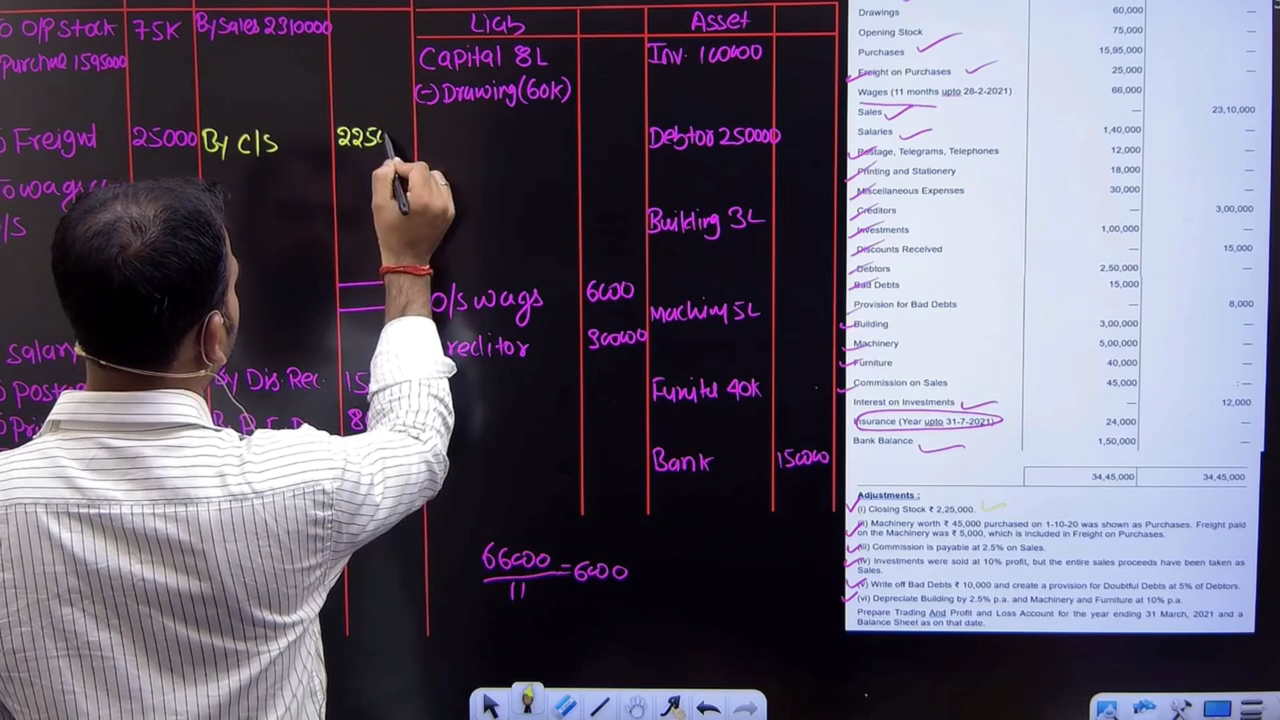 O/P Stock 75K By Sales 2310000
Purchase 1595000
Freight 25000 By C/S 225
To wages
/S
Salary
Posta
By Dis. Rec. 15
Liab Asset
Capital 8L Inv. 100000
(-) Drawing (60K)
Debtor 250000
Building 3L
O/S wages 6000 Machiny 5L
reditor 300000
Funite 40K
Bank 150000
66000
11
=6000
Drawings 60,000 —
Opening Stock 75,000 —
Purchases 15,95,000 —
Freight on Purchases 25,000 —
Wages (11 months upto 28-2-2021) 66,000 —
Sales — 23,10,000
Salaries 1,40,000 —
Postage, Telegrams, Telephones 12,000 —
Printing and Stationery 18,000 —
Miscellaneous Expenses 30,000 —
Creditors — 3,00,000
Investments 1,00,000 —
Discounts Received — 15,000
Debtors 2,50,000 —
Bad Debts 15,000 —
Provision for Bad Debts — 8,000
Building 3,00,000 —
Machinery 5,00,000 —
Furniture 40,000 —
Commission on Sales 45,000 —
Interest on Investments — 12,000
Insurance (Year upto 31-7-2021) 24,000 —
Bank Balance 1,50,000 —
34,45,000 34,45,000
Adjustments :
(i) Closing Stock ₹ 2,25,000.
(ii) Machinery worth ₹ 45,000 purchased on 1-10-20 was shown as Purchases. Freight paid
on the Machinery was ₹ 5,000, which is included in Freight on Purchases.
(iii) Commission is payable at 2.5% on Sales.
(iv) Investments were sold at 10% profit, but the entire sales proceeds have been taken as
Sales.
(v) Write off Bad Debts ₹ 10,000 and create a provision for Doubtful Debts at 5% of Debtors.
(vi) Depreciate Building by 2.5% p.a. and Machinery and Furniture at 10% p.a.
Prepare Trading And Profit and Loss Account for the year ending 31 March, 2021 and a
Balance Sheet as on that date.